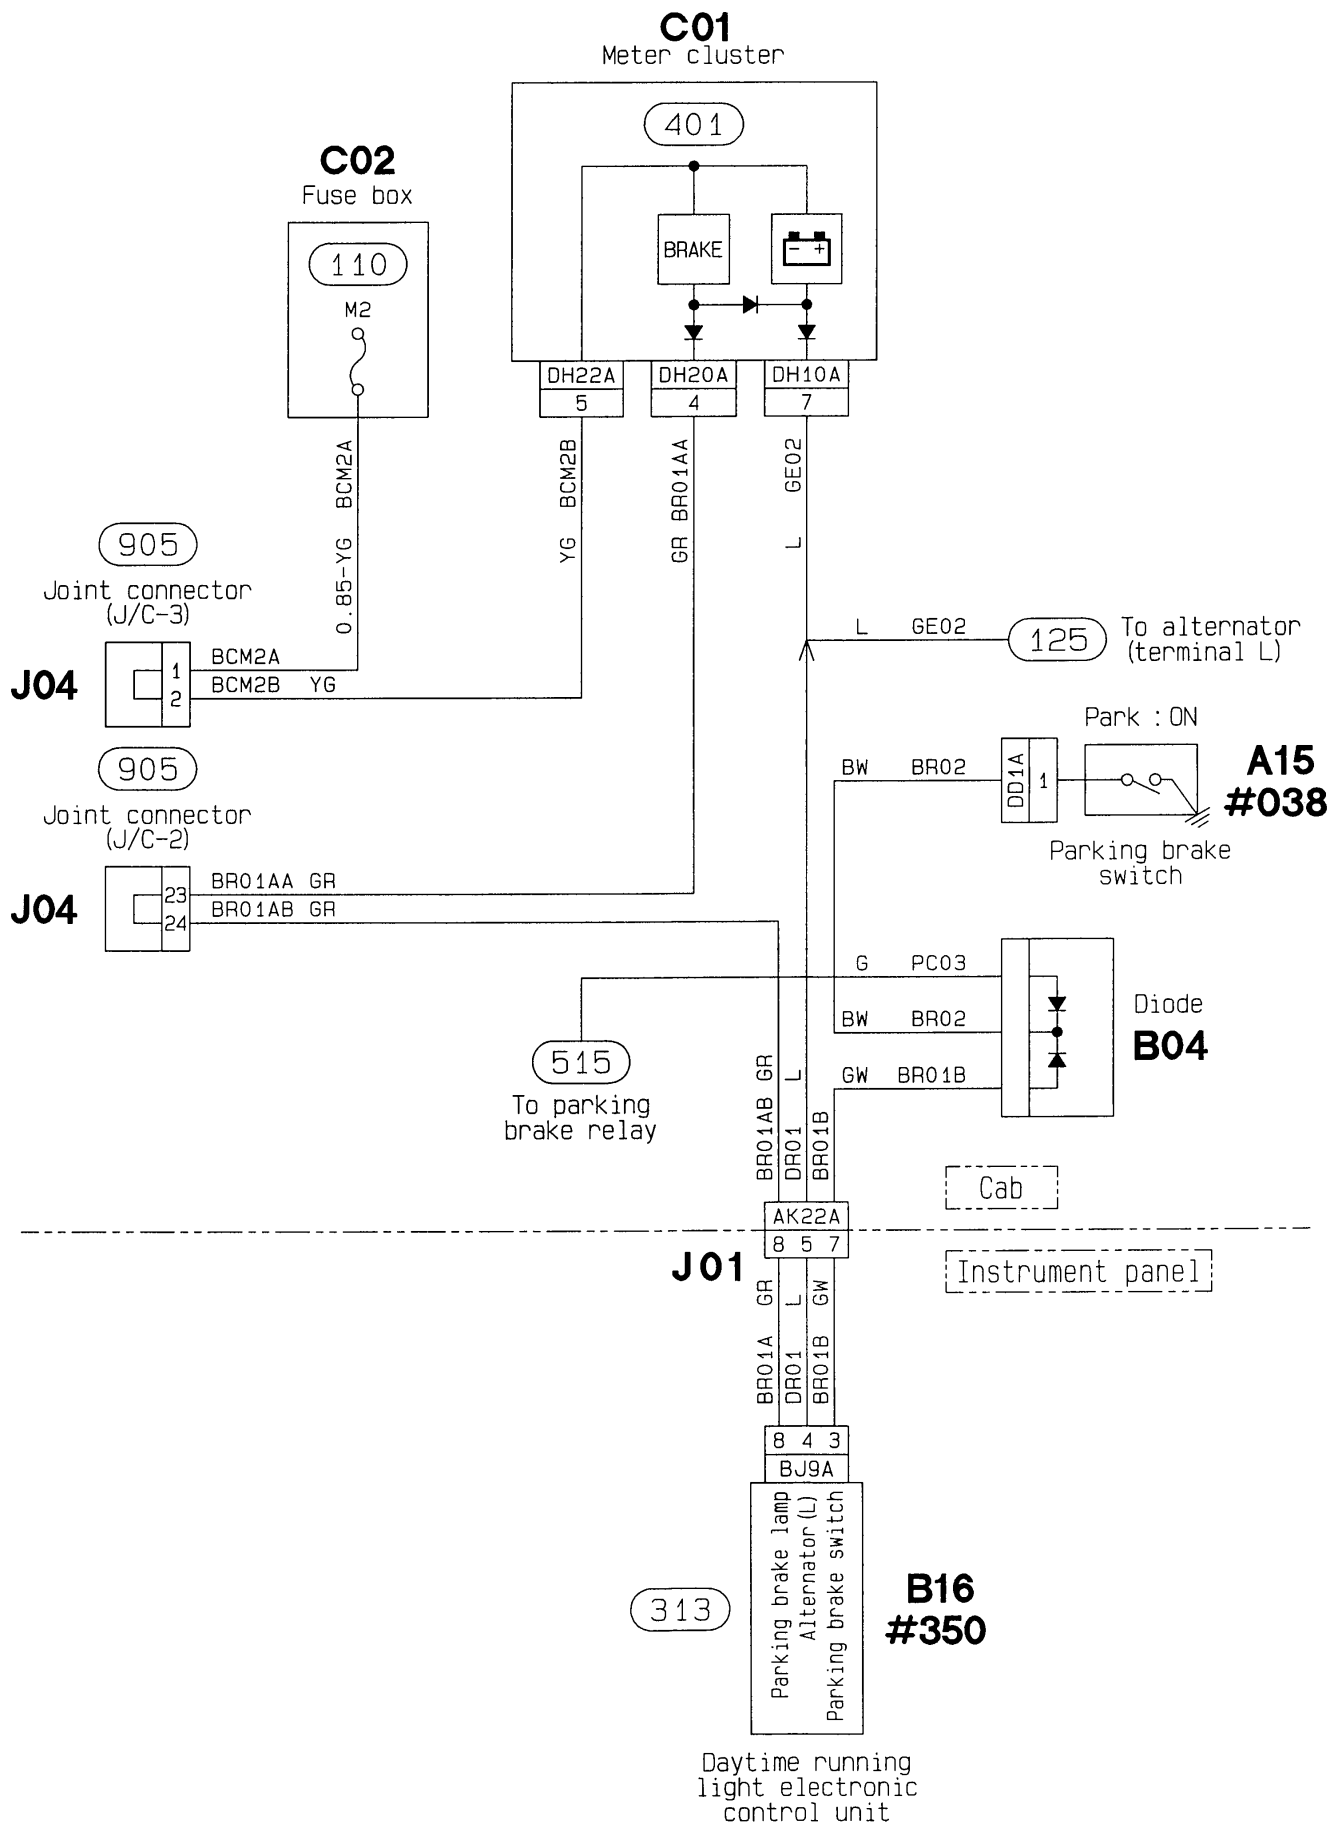 C01
Meter cluster
401
C02
Fuse box
110
M2
BRAKE
- +
DH22A
DH20A
DH10A
5
4
7
BCM2A
0.85-YG
BCM2B
YG
BR01AA
GR
GE02
L
905
Joint connector
(J/C-3)
J04
1
2
BCM2A
BCM2B YG
L GE02
125
To alternator
(terminal L)
Park : ON
BW BR02
DD1A
1
A15
#038
Parking brake
switch
905
Joint connector
(J/C-2)
J04
23
24
BR01AA GR
BR01AB GR
G PC03
BW BR02
GW BR01B
Diode
B04
515
To parking
brake relay
BR01AB GR
DR01 L
BR01B
Cab
AK22A
8 5 7
J01
Instrument panel
BR01A GR
DR01 L
BR01B GW
8 4 3
BJ9A
Parking brake lamp
Alternator(L)
Parking brake switch
313
B16
#350
Daytime running
light electronic
control unit